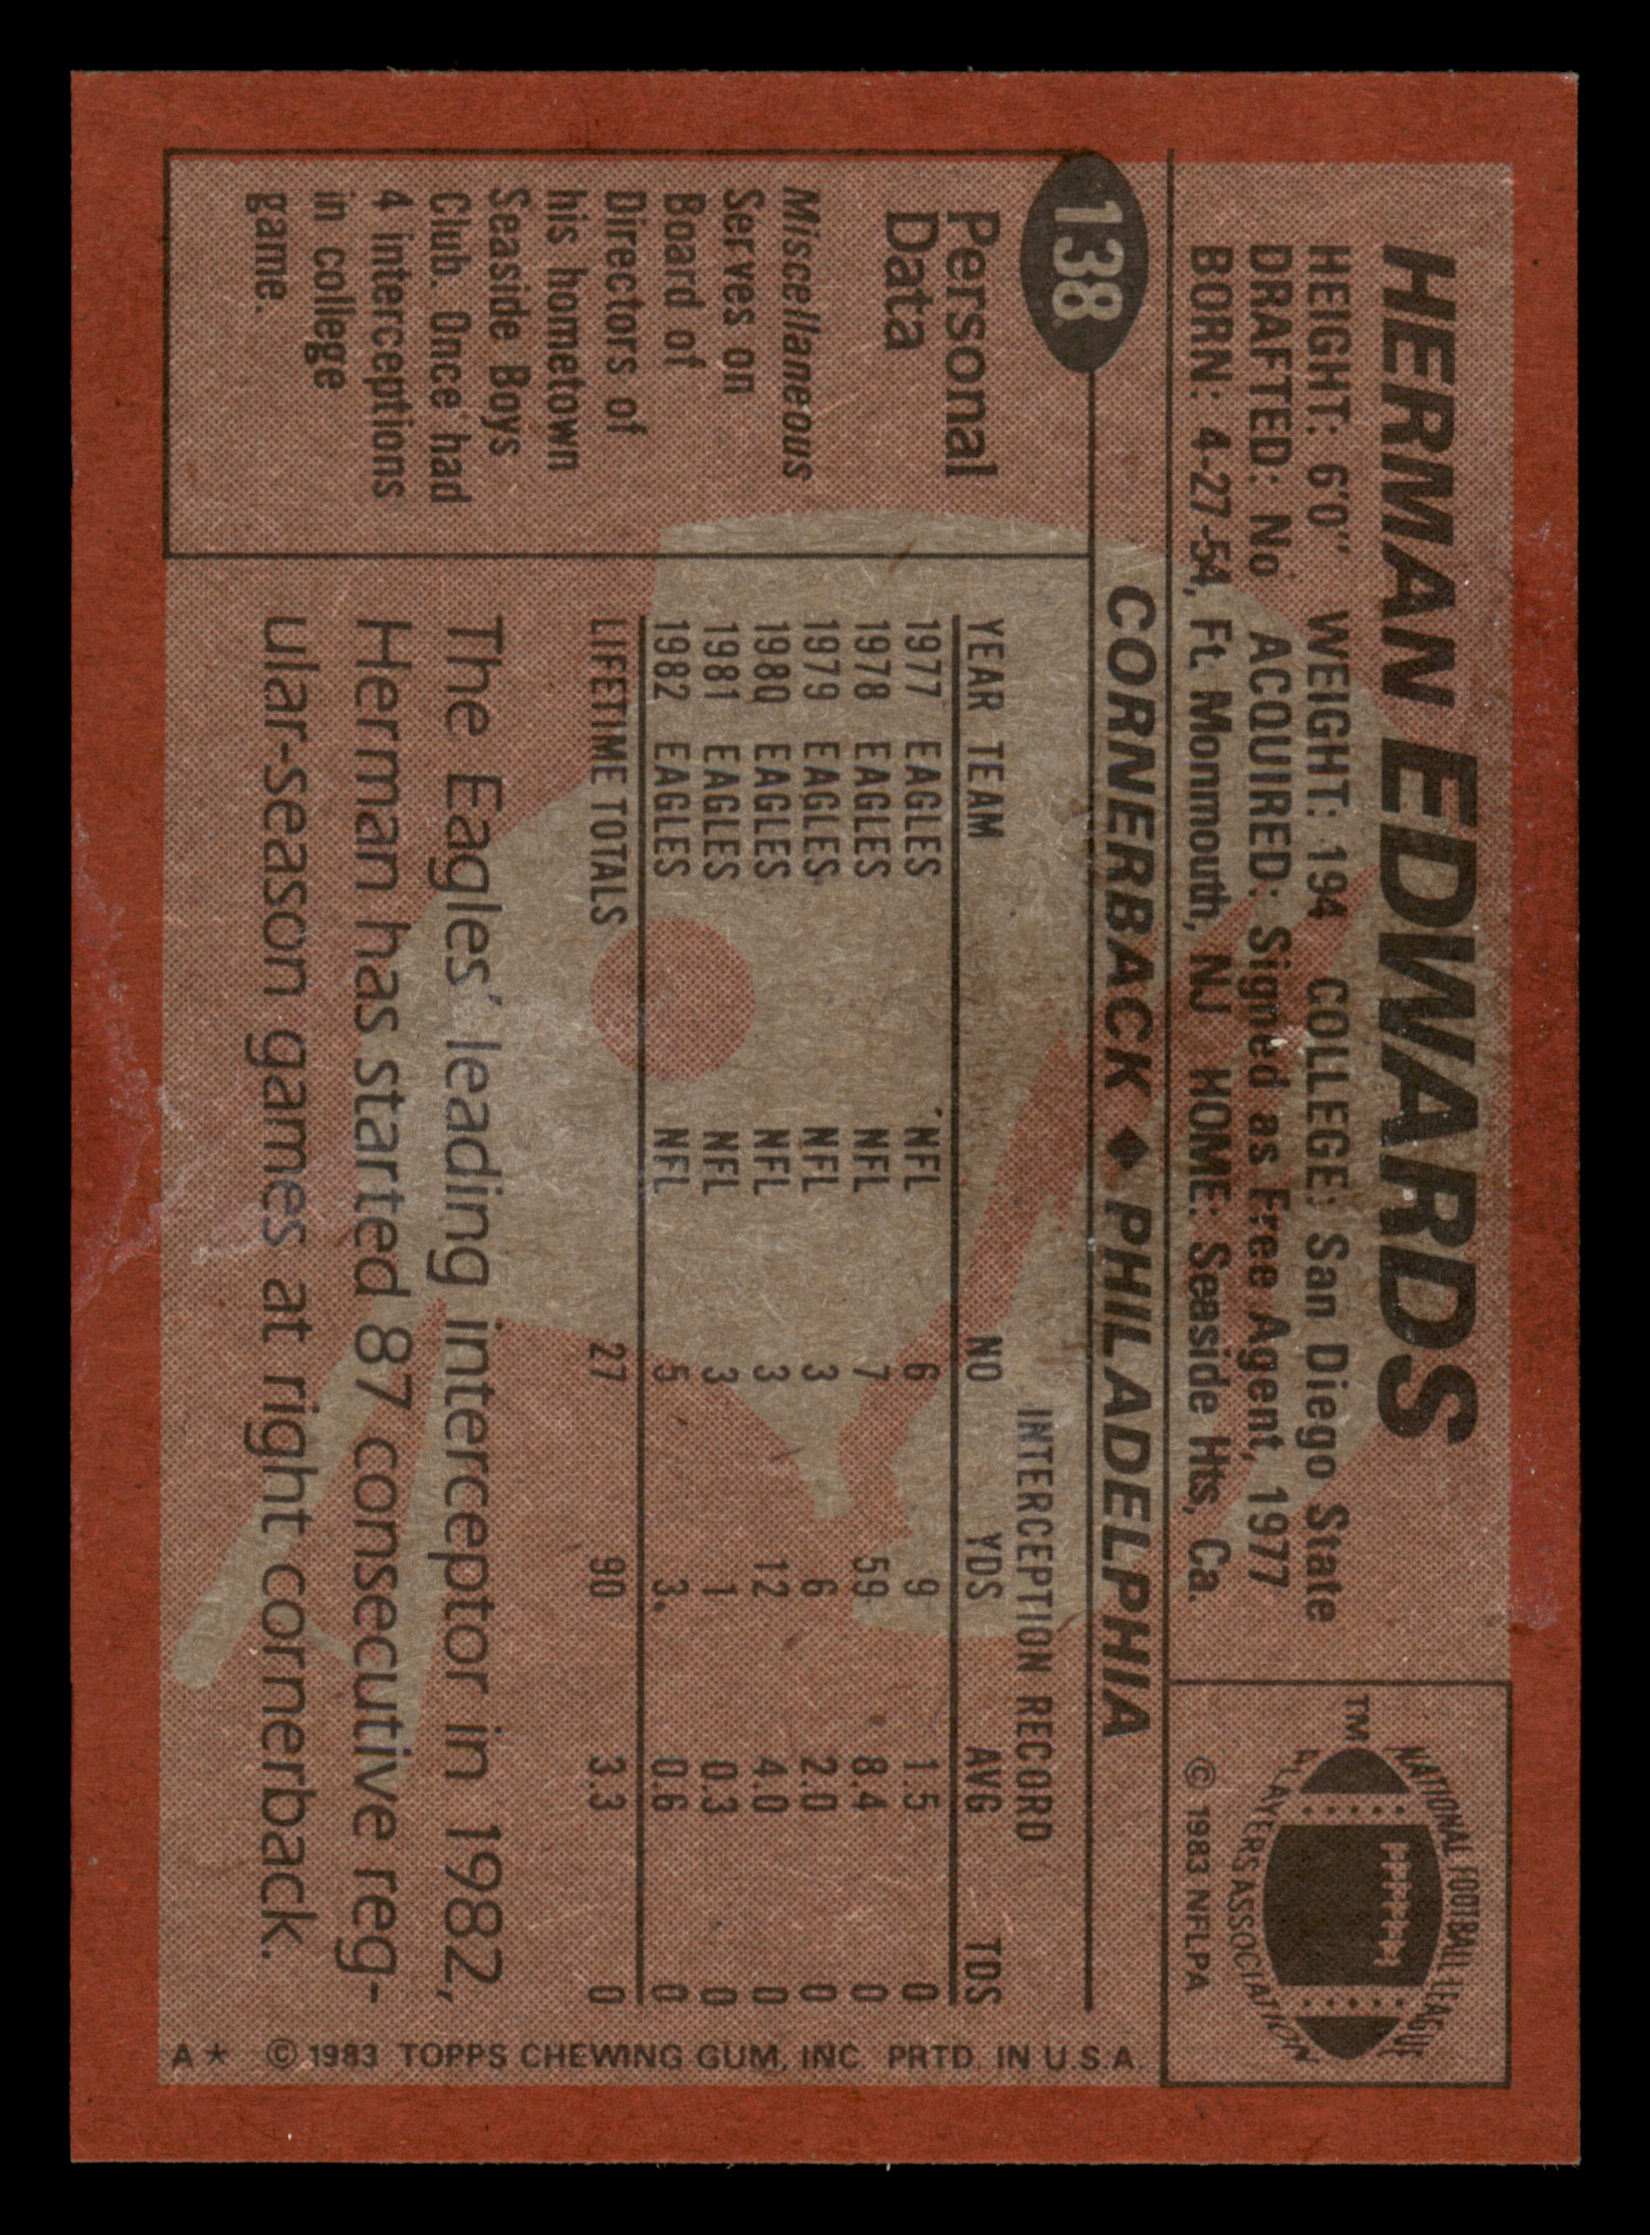 HERMAN EDWARDS
HEIGHT: 6'0" WEIGHT: 194 COLLEGE: San Diego State
DRAFTED: No ACQUIRED: Signed as Free Agent, 1977
BORN: 4-27-54, Ft. Monmouth, NJ HOME: Seaside Hts, Ca.
NATIONAL FOOTBALL LEAGUE
PLAYERS ASSOCIATION
TM
© 1983 NFLPA
138
CORNERBACK ♦ PHILADELPHIA
Personal
Data
Miscellaneous
Serves on
Board of
Directors of
his hometown
Seaside Boys
Club. Once had
4 interceptions
in college
game.
INTERCEPTION RECORD
YEAR TEAM NO YDS AVG TDS
1977 EAGLES NFL 6 9 1.5 0
1978 EAGLES NFL 7 59 8.4 0
1979 EAGLES NFL 3 6 2.0 0
1980 EAGLES NFL 3 12 4.0 0
1981 EAGLES NFL 3 1 0.3 0
1982 EAGLES NFL 5 3 0.6 0
LIFETIME TOTALS 27 90 3.3 0
The Eagles' leading interceptor in 1982,
Herman has started 87 consecutive reg-
ular-season games at right cornerback.
A* © 1983 TOPPS CHEWING GUM, INC. PRTD. IN U.S.A.